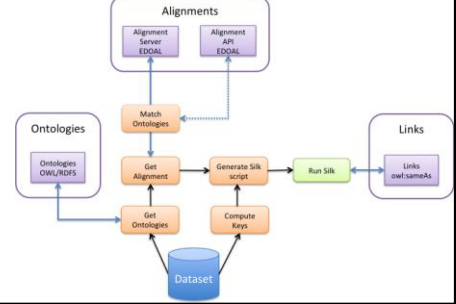 Alignments
Alignment
Server
EDOAL
Alignment
API
EDOAL
Match
Ontologies
Ontologies
Links
Ontologies
OWL/RDFS
Get
Alignment
Generate Silk
script
Run Silk
Links
owl:sameAs
Get
Ontologies
Compute
Keys
Dataset